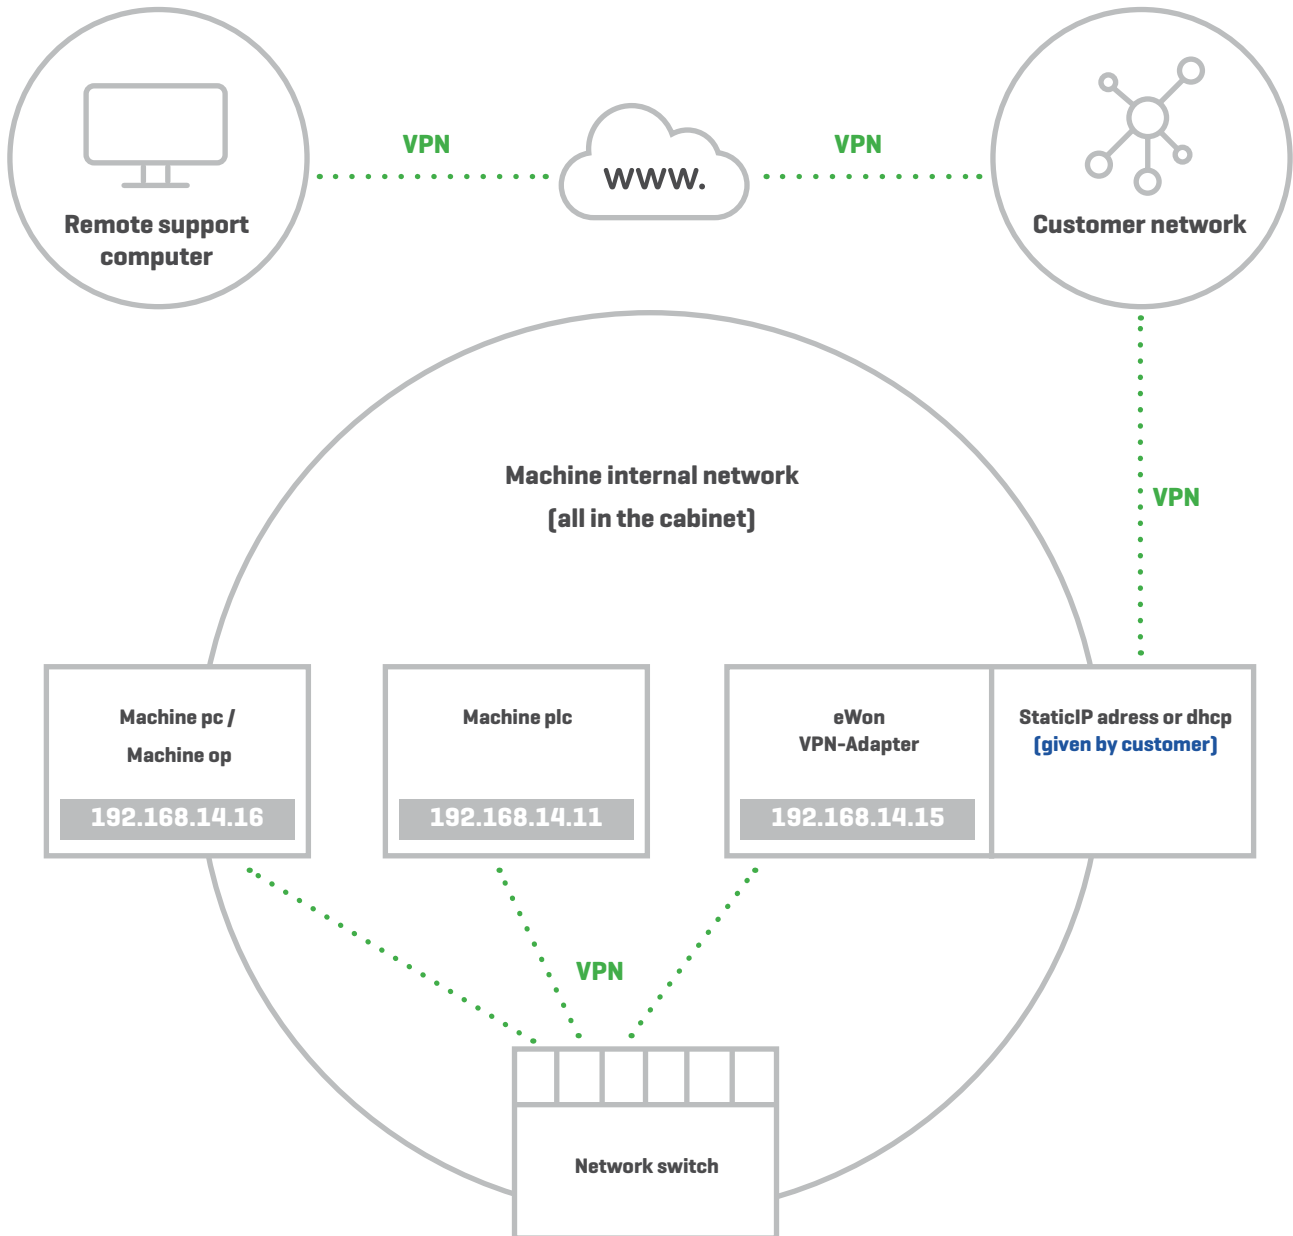 VPN
VPN
www.
Remote support
computer
Customer network
Machine internal network
(all in the cabinet)
VPN
Machine pc /
Machine op
192.168.14.16
Machine plc
192.168.14.11
eWon
VPN-Adapter
192.168.14.15
StaticIP adress or dhcp
(given by customer)
VPN
Network switch